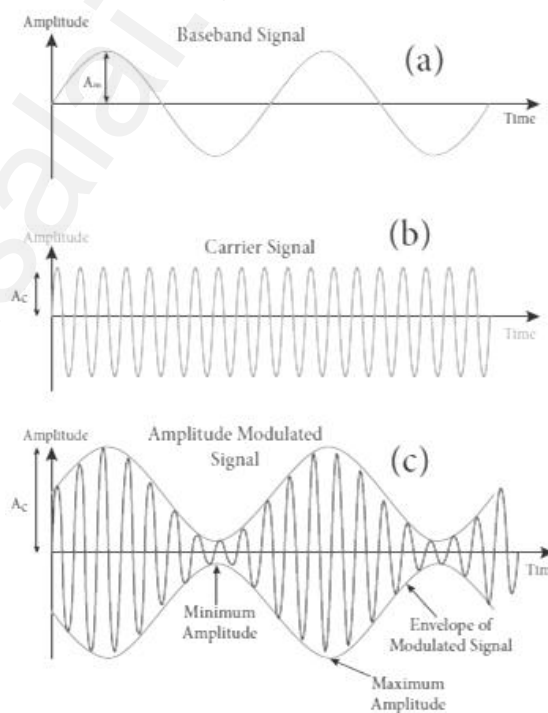 Amplitude
Baseband Signal
(a)
Am
Time
Amplitude
Carrier Signal
(b)
AC
Time
Amplitude
Amplitude Modulated
Signal
(c)
AC
Tim
Minimum
Amplitude
Envelope of
Modulated Signal
Maximum
Amplitude